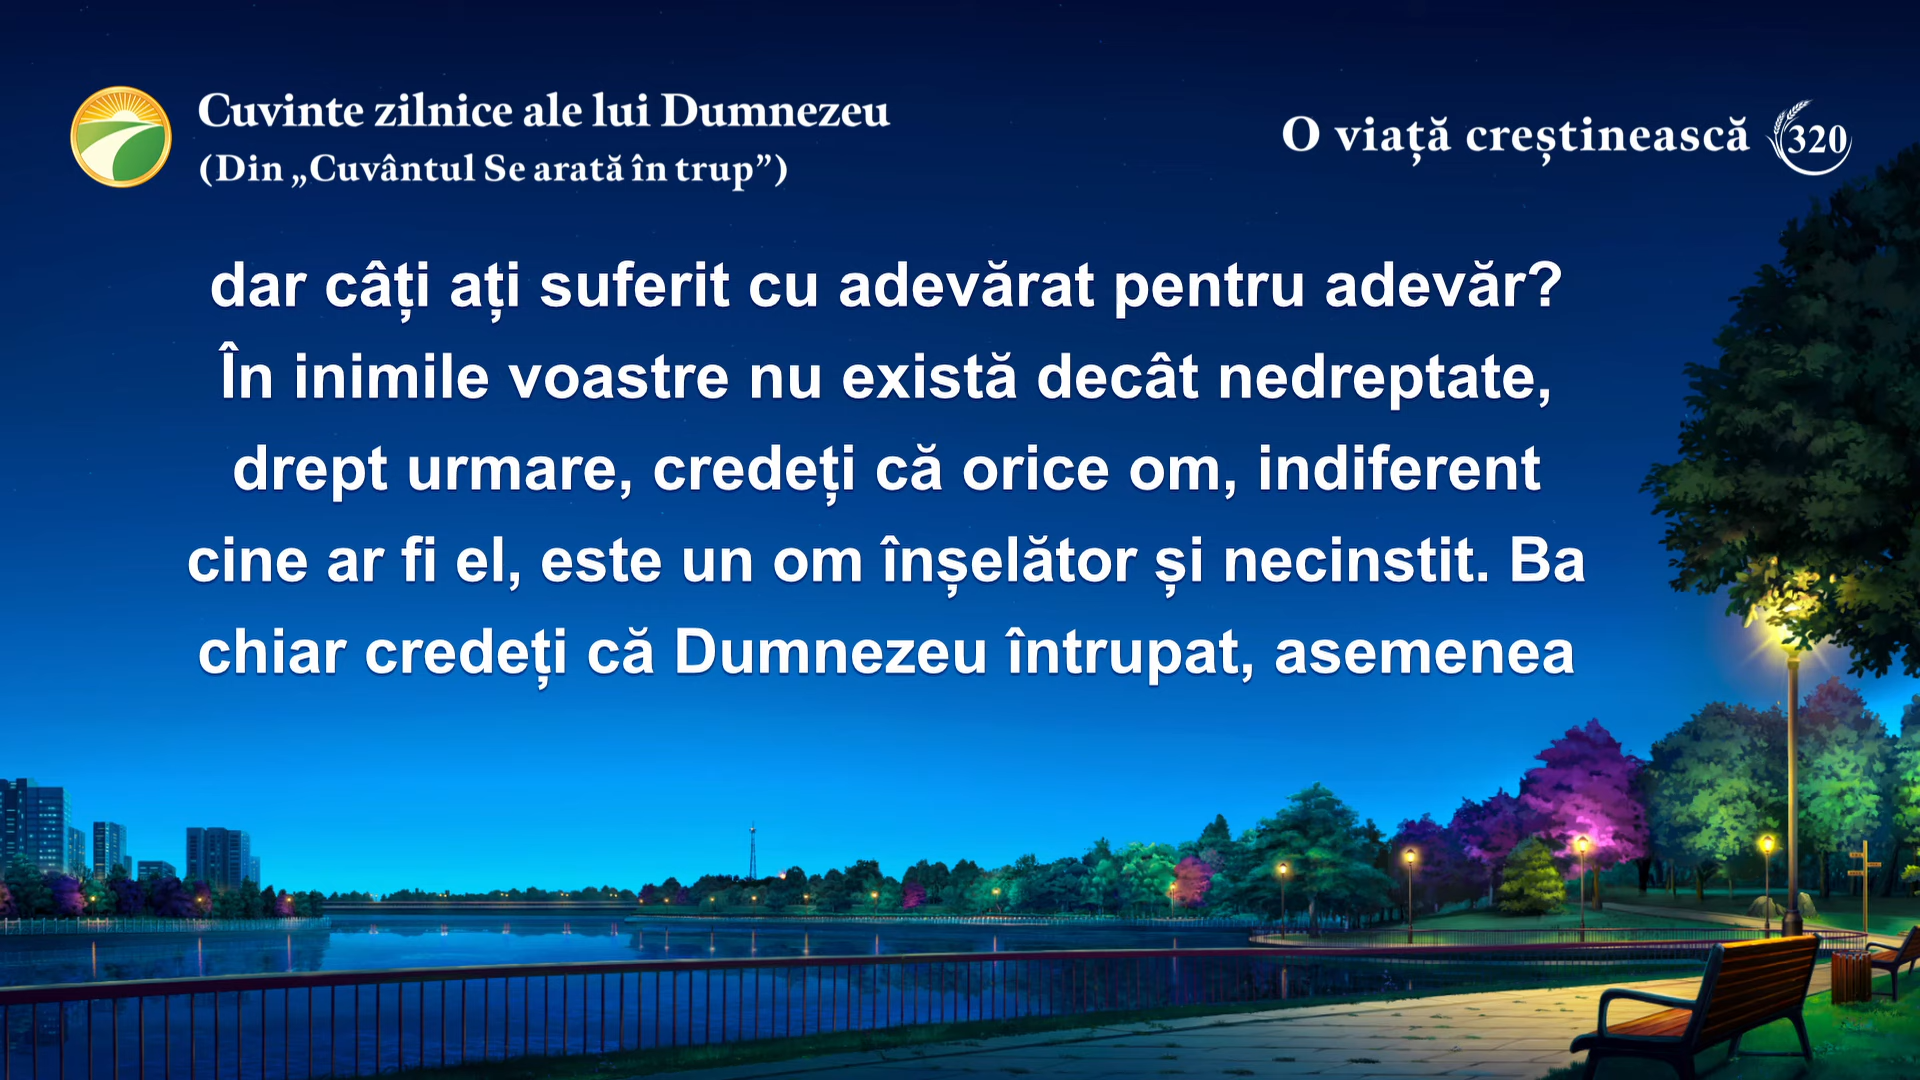 Cuvinte zilnice ale lui Dumnezeu
(Din „Cuvântul Se arată în trup”)
O viață creștinească 320
dar câți ați suferit cu adevărat pentru adevăr?
În inimile voastre nu există decât nedreptate,
drept urmare, credeți că orice om, indiferent
cine ar fi el, este un om înșelător și necinstit. Ba
chiar credeți că Dumnezeu întrupat, asemenea